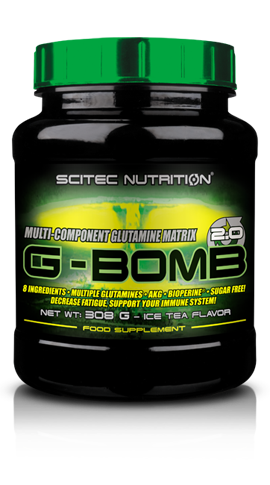 SCITEC NUTRITION®
MULTI-COMPONENT GLUTAMINE MATRIX
2.0
G-BOMB
8 INGREDIENTS • MULTIPLE GLUTAMINES • AKG • BIOPERINE® • SUGAR FREE!
DECREASE FATIGUE, SUPPORT YOUR IMMUNE SYSTEM!
NET WT: 308 G - ICE TEA FLAVOR
FOOD SUPPLEMENT